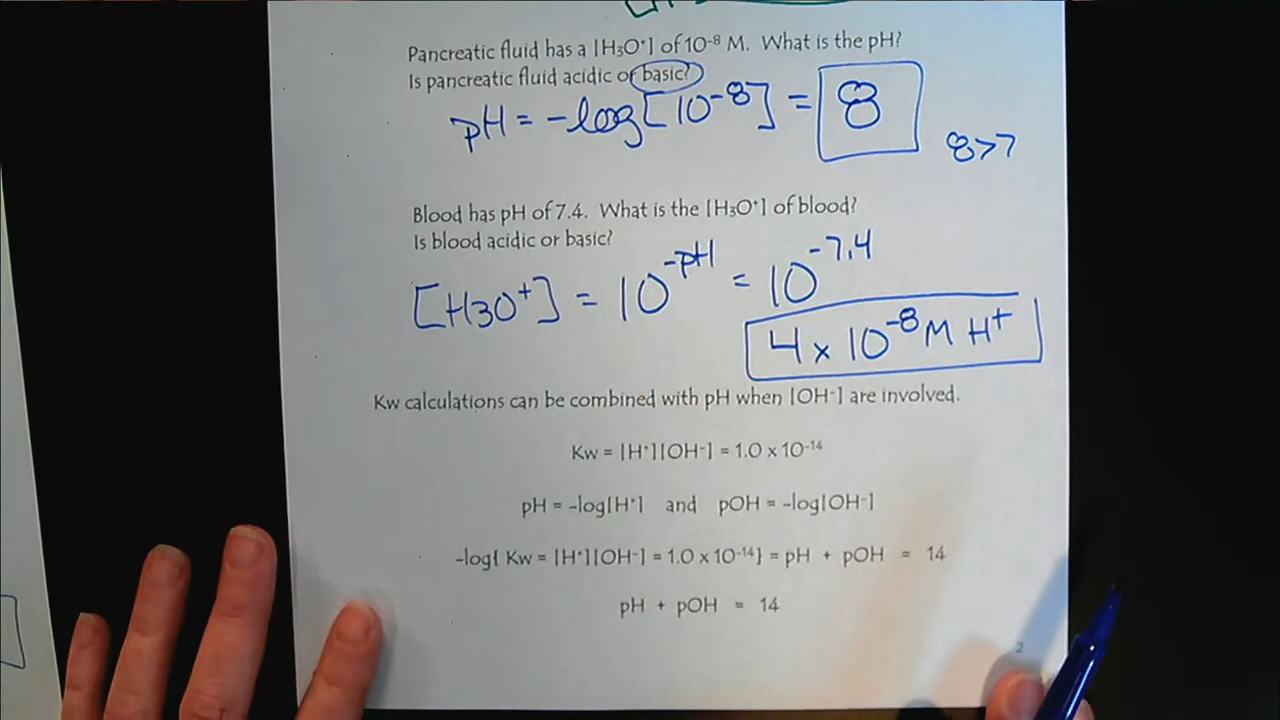 Pancreatic fluid has a [H₃O⁺] of 10⁻⁸ M. What is the pH?
Is pancreatic fluid acidic or basic?
pH = -log[10⁻⁸] = 8
8>7
Blood has pH of 7.4. What is the [H₃O⁺] of blood?
Is blood acidic or basic?
[H3O⁺] = 10^-pH = 10^-7.4
4 x 10⁻⁸ M H⁺
Kw calculations can be combined with pH when [OH⁻] are involved.
Kw = [H⁺][OH⁻] = 1.0 x 10⁻¹⁴
pH = -log[H⁺] and pOH = -log[OH⁻]
-log{ Kw = [H⁺][OH⁻] = 1.0 x 10⁻¹⁴} = pH + pOH = 14
pH + pOH = 14
2